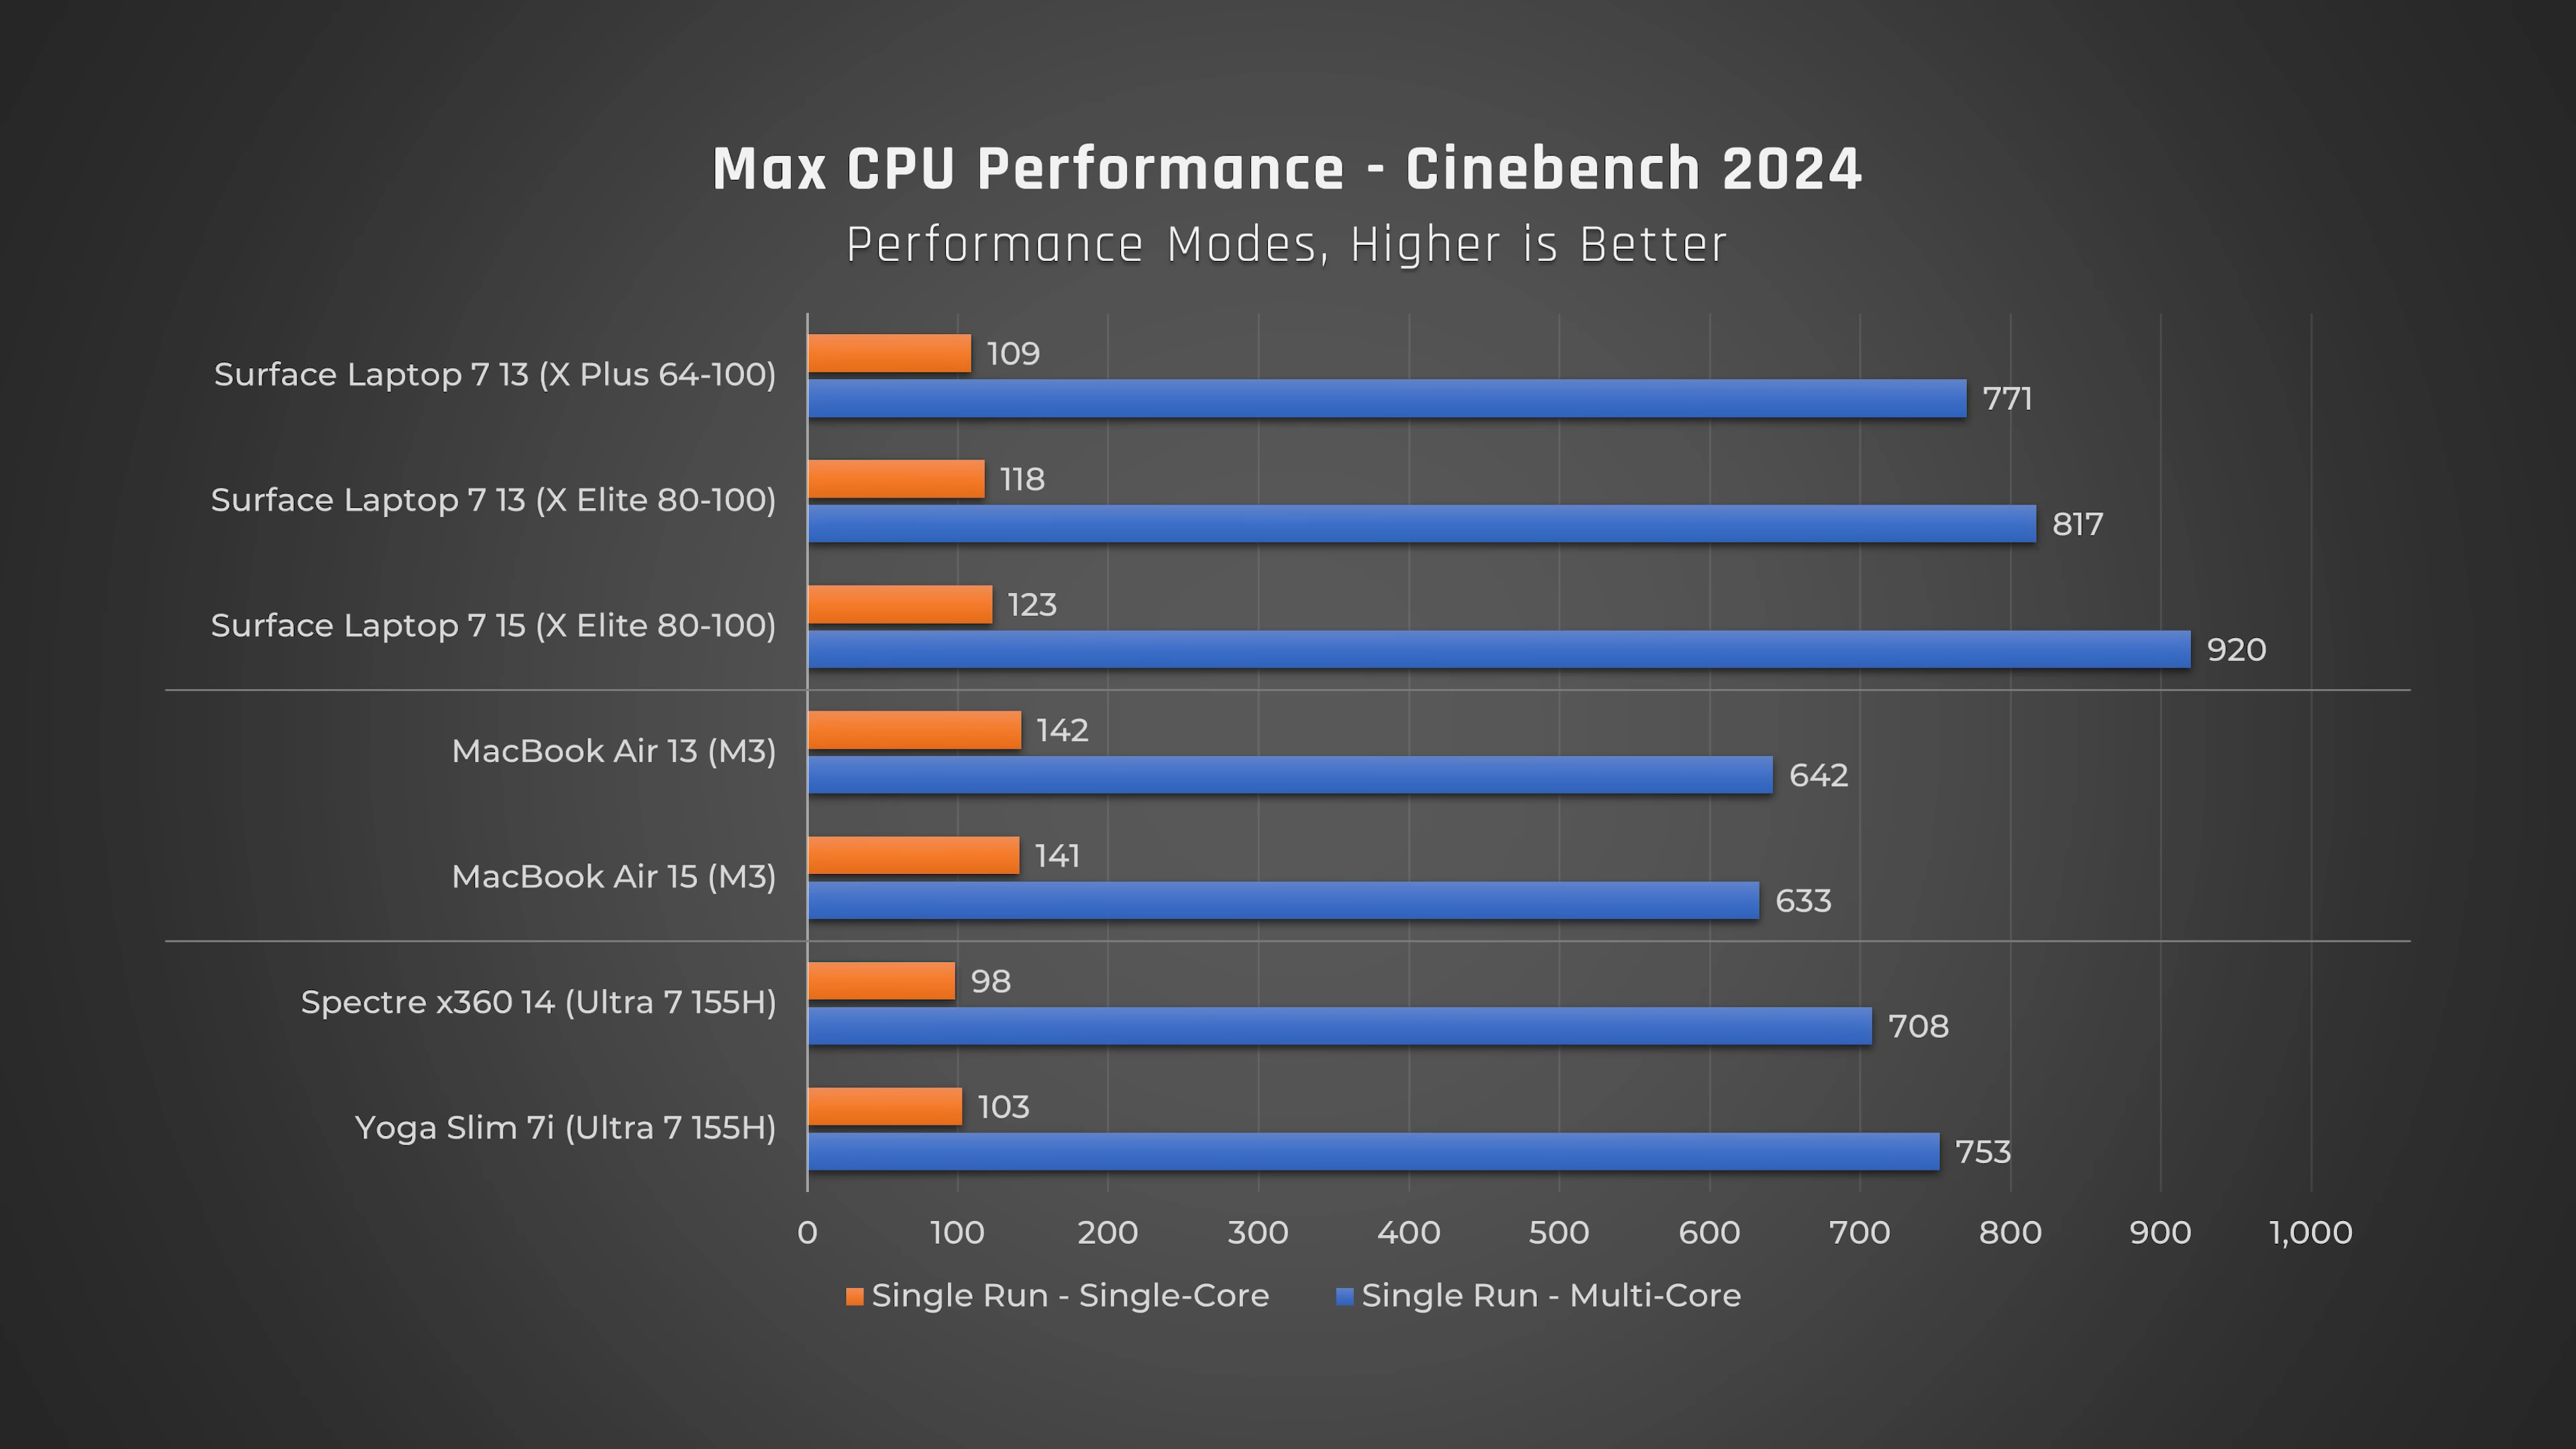 Max CPU Performance - Cinebench 2024
Performance Modes, Higher is Better
Surface Laptop 7 13 (X Plus 64-100)
109
771
Surface Laptop 7 13 (X Elite 80-100)
118
817
Surface Laptop 7 15 (X Elite 80-100)
123
920
MacBook Air 13 (M3)
142
642
MacBook Air 15 (M3)
141
633
Spectre x360 14 (Ultra 7 155H)
98
708
Yoga Slim 7i (Ultra 7 155H)
103
753
0 100 200 300 400 500 600 700 800 900 1,000
Single Run - Single-Core Single Run - Multi-Core